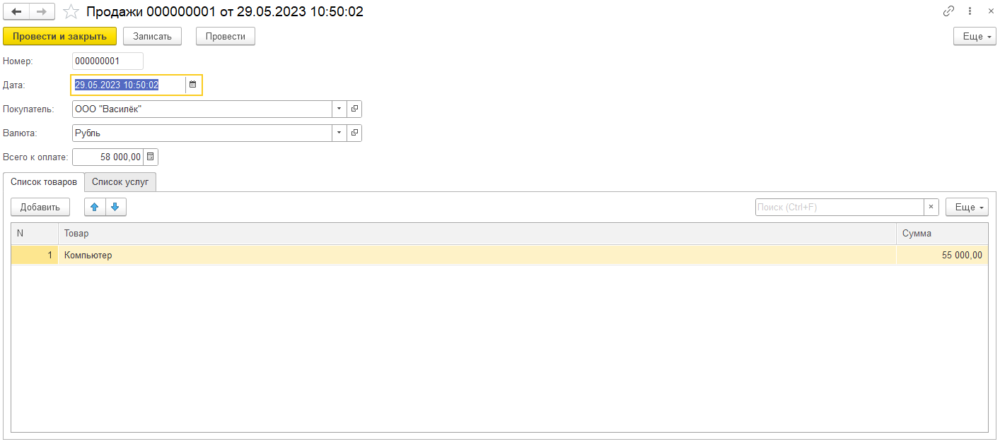 Продажи 000000001 от 29.05.2023 10:50:02
Провести и закрыть Записать Провести Еще
Номер: 000000001
Дата: 29.05.2023 10:50:02
Покупатель: ООО "Василёк"
Валюта: Рубль
Всего к оплате: 58 000,00
Список товаров Список услуг
Добавить Поиск (Ctrl+F) × Еще
N Товар Сумма
1 Компьютер 55 000,00